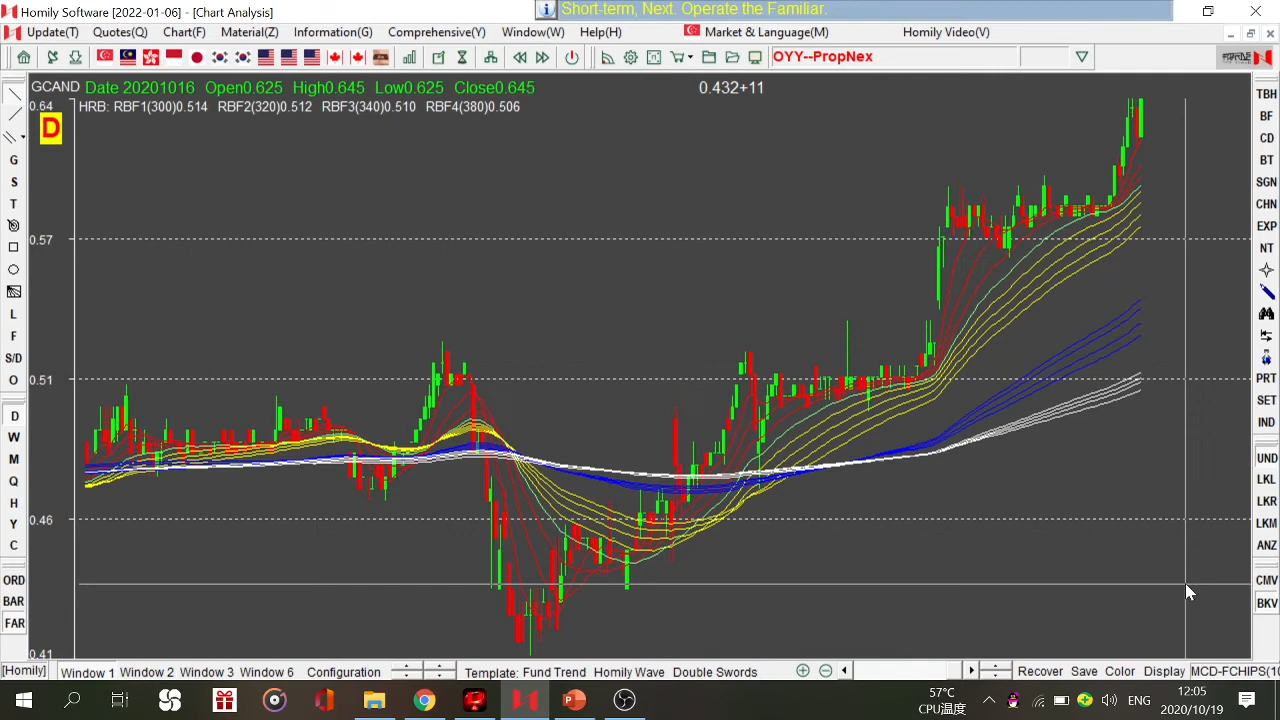 Homily Software [2022-01-06] - [Chart Analysis]
Short-term, Next. Operate the Familiar.
Update(T) Quotes(Q) Chart(F) Material(Z) Information(G) Comprehensive(Y) Window(W) Help(H) Market & Language(M) Homily Video(V)
OYY--PropNex
GCAND Date 20201016 Open0.625 High0.645 Low0.625 Close0.645 0.432+11
HRB: RBF1(300)0.514 RBF2(320)0.512 RBF3(340)0.510 RBF4(380)0.506
0.64
D
0.57
0.51
0.46
0.41
G
S
T
L
F
S/D
O
D
W
M
Q
H
Y
C
ORD
BAR
FAR
TBH
BF
CD
BT
SGN
CHN
EXP
NT
PRT
SET
IND
UND
LKL
LKR
LKM
ANZ
CMV
BKV
[Homily] Window 1 Window 2 Window 3 Window 6 Configuration Template: Fund Trend Homily Wave Double Swords Recover Save Color Display MCD-FCHIPS(10
57°C
CPU温度
ENG
12:05
2020/10/19